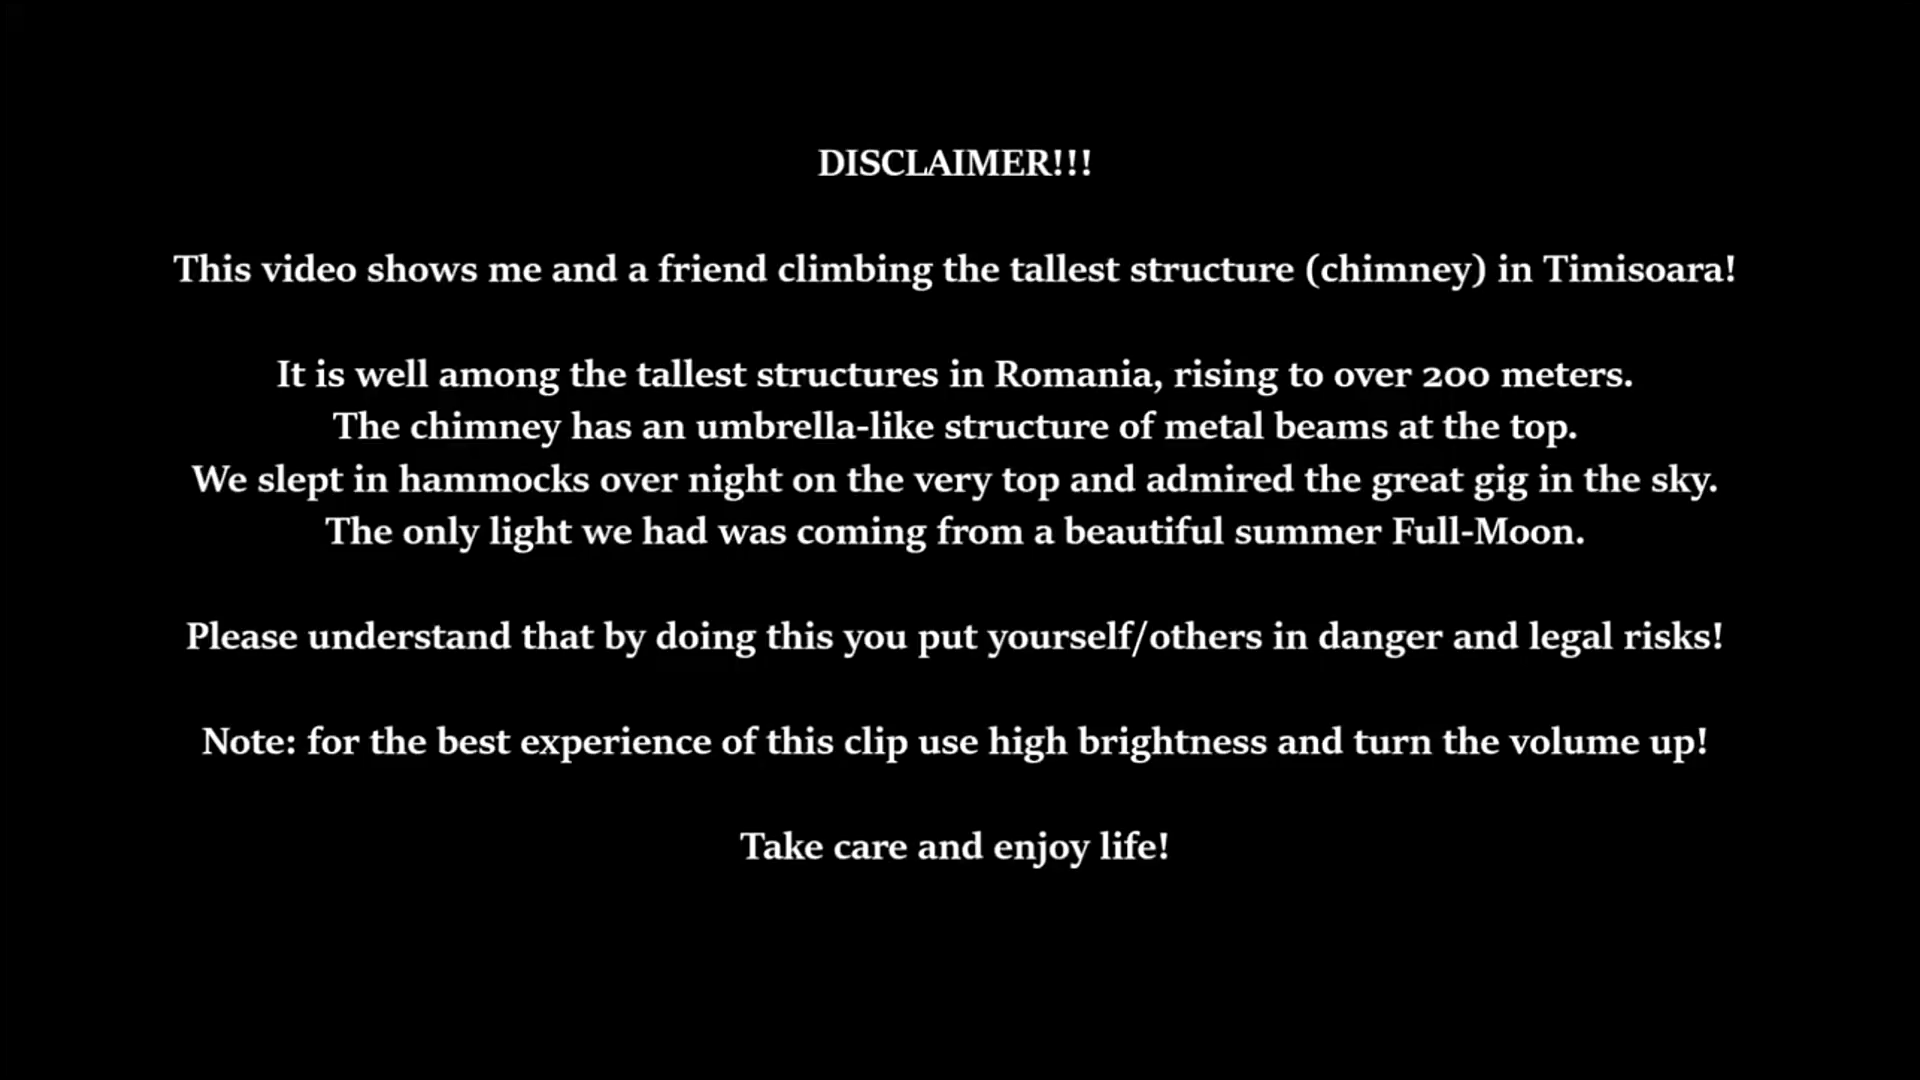 DISCLAIMER!!!
This video shows me and a friend climbing the tallest structure (chimney) in Timisoara!
It is well among the tallest structures in Romania, rising to over 200 meters.
The chimney has an umbrella-like structure of metal beams at the top.
We slept in hammocks over night on the very top and admired the great gig in the sky.
The only light we had was coming from a beautiful summer Full-Moon.
Please understand that by doing this you put yourself/others in danger and legal risks!
Note: for the best experience of this clip use high brightness and turn the volume up!
Take care and enjoy life!